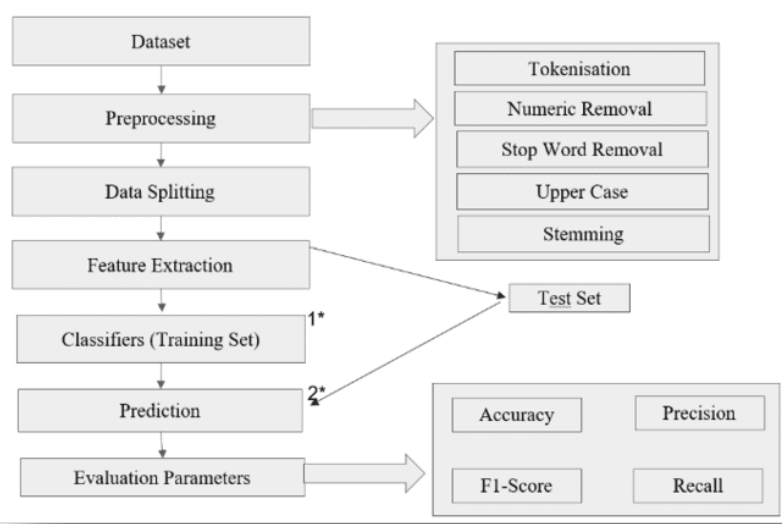 Dataset
Preprocessing
Data Splitting
Feature Extraction
Classifiers (Training Set)
1*
Prediction
2*
Evaluation Parameters
Tokenisation
Numeric Removal
Stop Word Removal
Upper Case
Stemming
Test Set
Accuracy
Precision
F1-Score
Recall